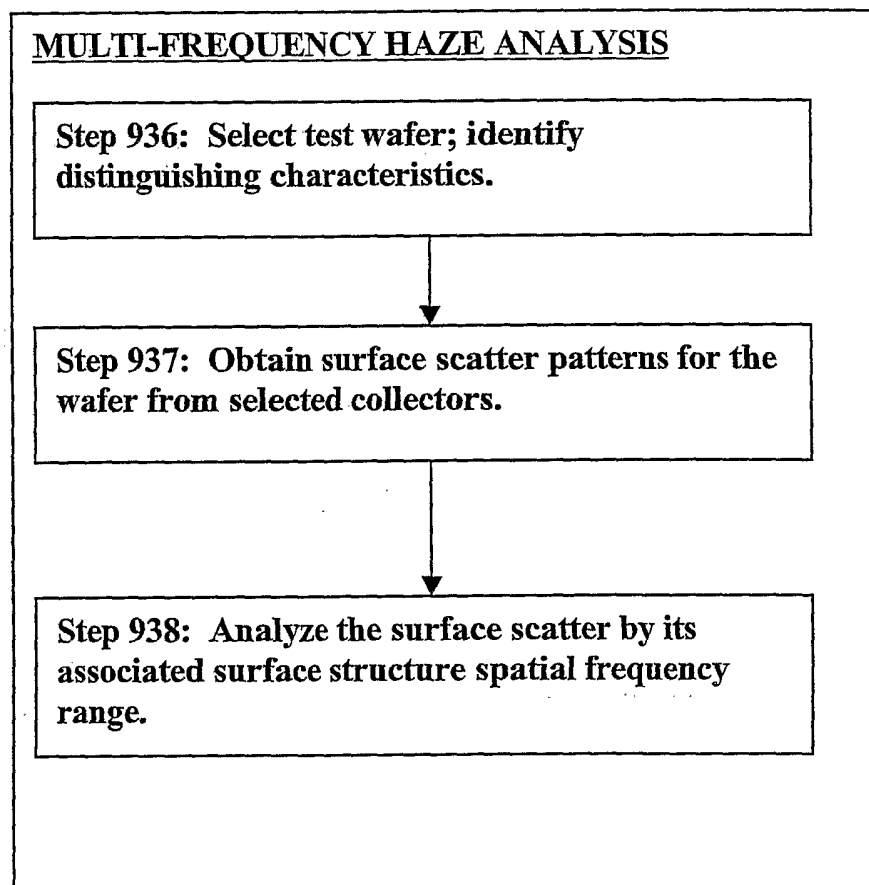 MULTI-FREQUENCY HAZE ANALYSIS
Step 936: Select test wafer; identify
distinguishing characteristics.
Step 937: Obtain surface scatter patterns for the
wafer from selected collectors.
Step 938: Analyze the surface scatter by its
associated surface structure spatial frequency
range.